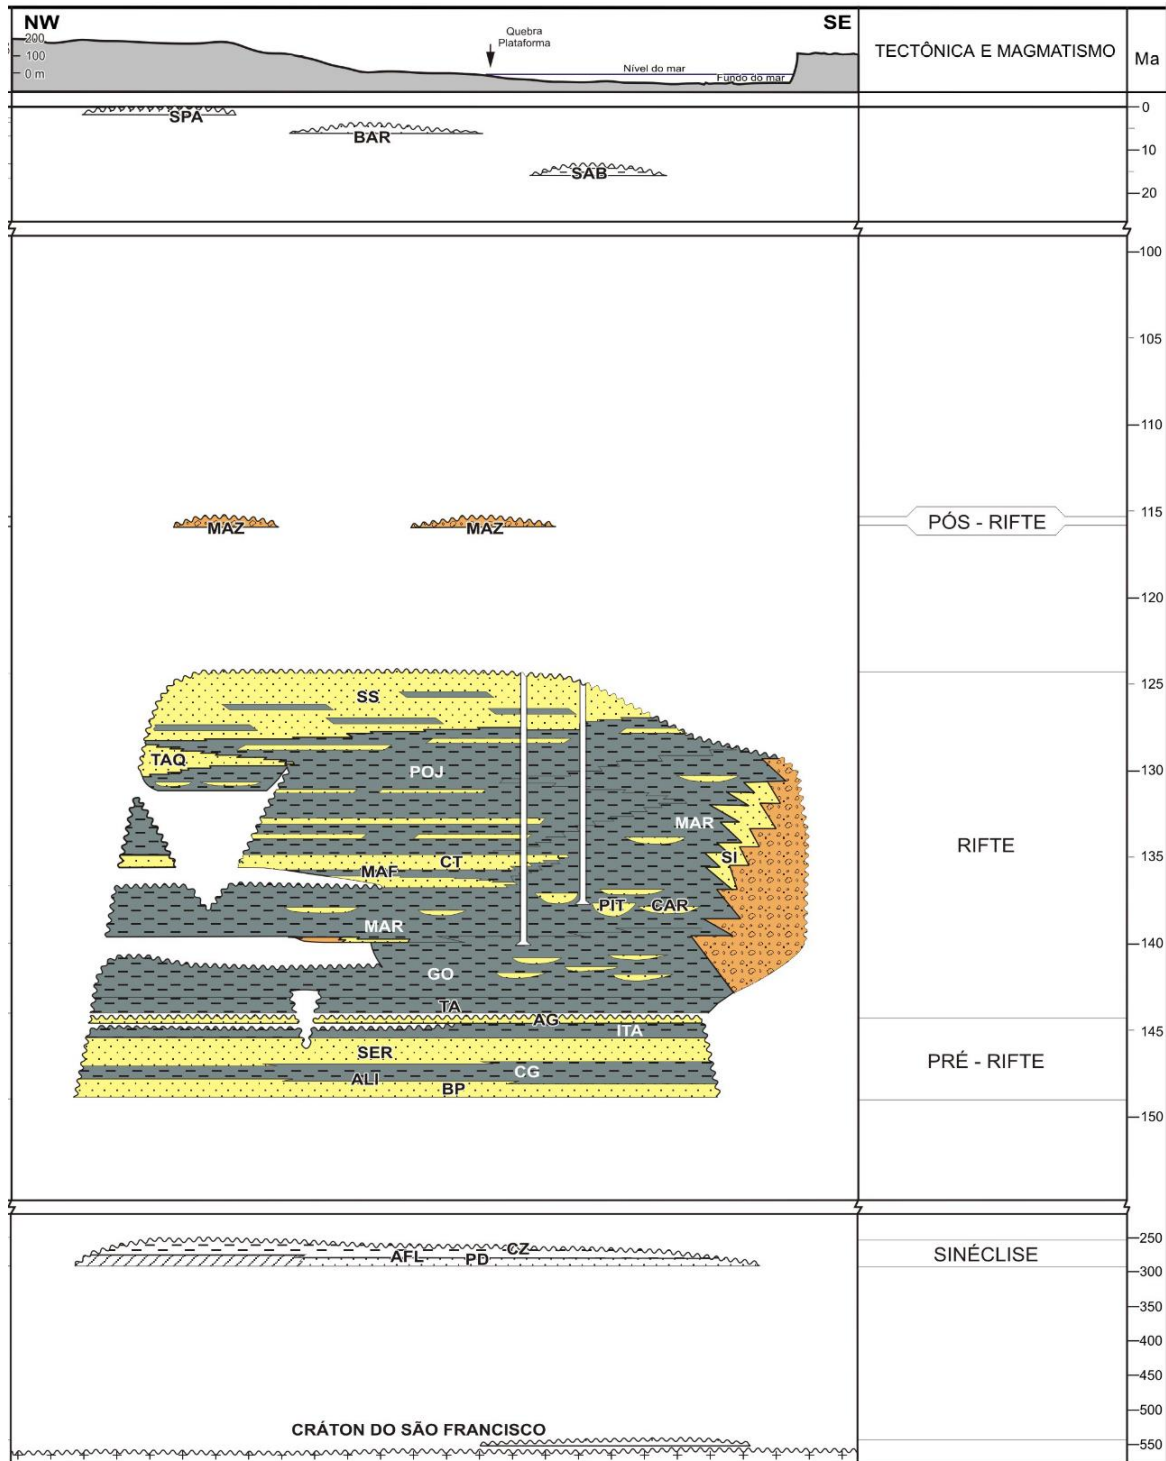 NW
SE
200
100
0 m
Quebra
Plataforma
Nível do mar
Fundo do mar
TECTÔNICA E MAGMATISMO
Ma
SPA
BAR
SAB
0
10
20
100
105
110
MAZ
MAZ
PÓS - RIFTE
115
120
125
SS
TAQ
POJ
130
MAR
SI
RIFTE
135
CT
MAF
PIT
CAR
MAR
140
GO
TA
AG
ITA
145
SER
CG
PRÉ - RIFTE
ALI
BP
150
CZ
AFL
PD
SINÉCLISE
250
300
350
400
450
500
550
CRÁTON DO SÃO FRANCISCO